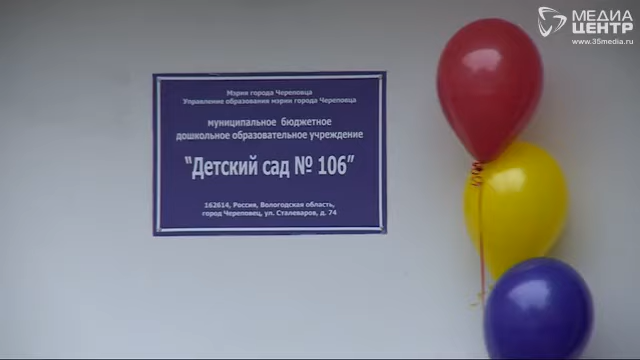 МЕДИА
ЦЕНТР
www.35media.ru
Мэрия города Череповца
Управление образования мэрии города Череповца
муниципальное бюджетное
дошкольное образовательное учреждение
"Детский сад № 106"
162614, Россия, Вологодская область,
город Череповец, ул. Сталеваров, д. 74